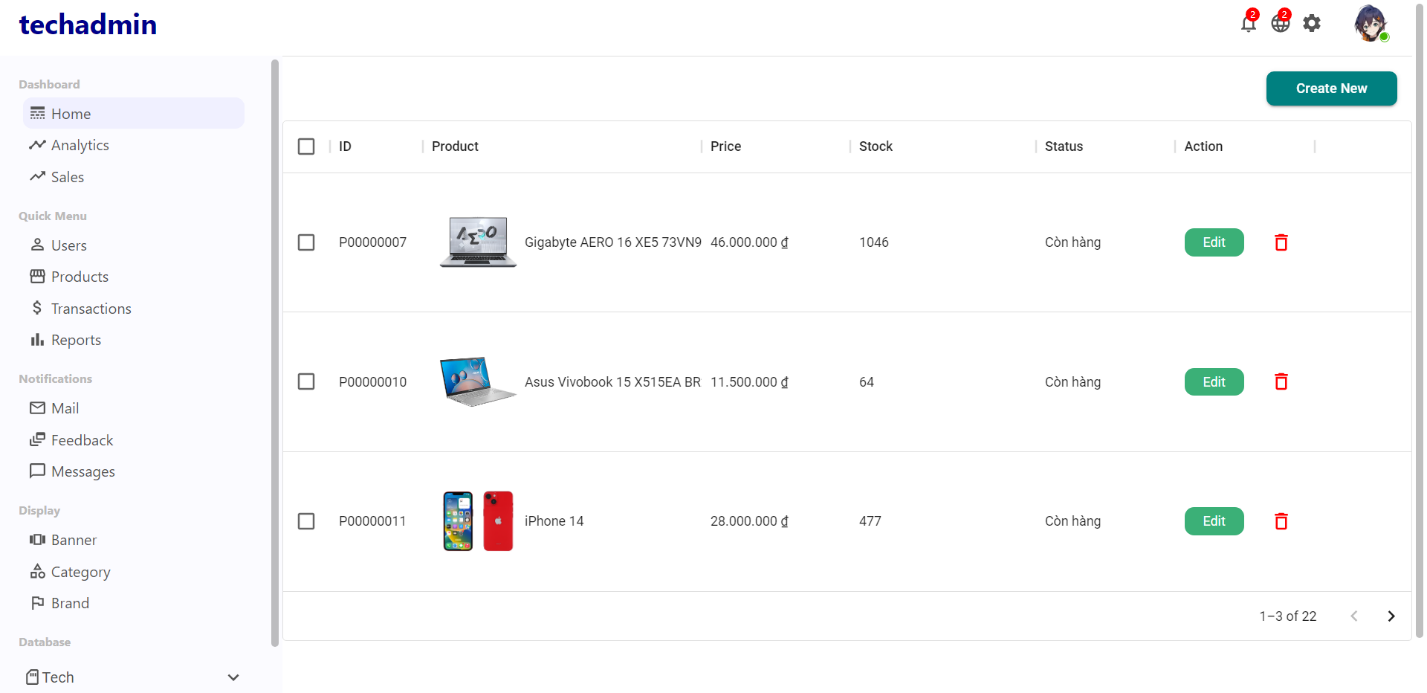 techadmin
2
2
Dashboard
Home
Analytics
Sales
Quick Menu
Users
Products
Transactions
Reports
Notifications
Mail
Feedback
Messages
Display
Banner
Category
Brand
Database
Tech
Create New
ID Product Price Stock Status Action
AERO
P00000007 Gigabyte AERO 16 XE5 73VN9 46.000.000 ₫ 1046 Còn hàng Edit
P00000010 Asus Vivobook 15 X515EA BR 11.500.000 ₫ 64 Còn hàng Edit
P00000011 iPhone 14 28.000.000 ₫ 477 Còn hàng Edit
1–3 of 22